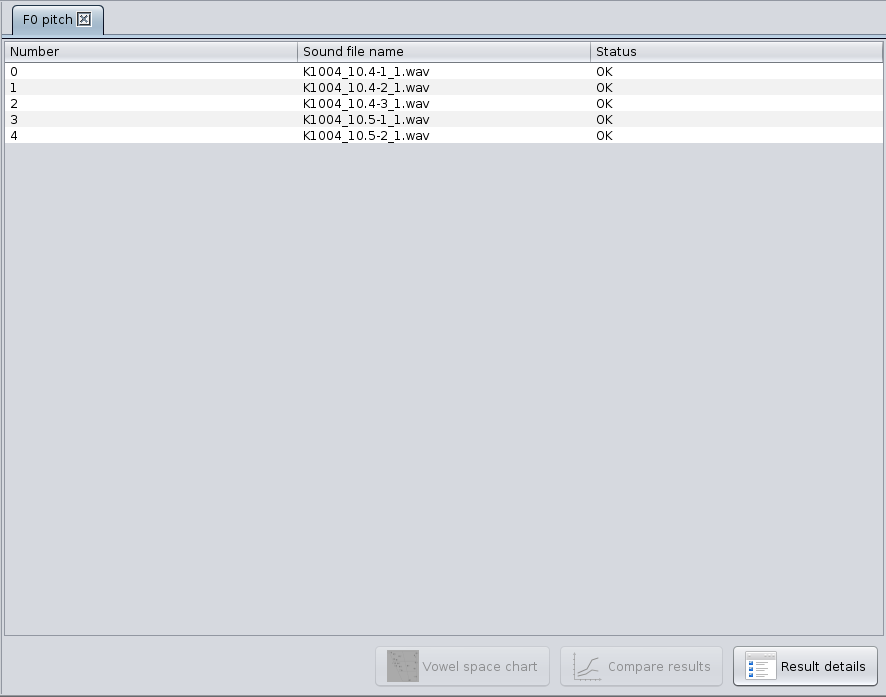 F0 pitch
Number Sound file name Status
0 K1004_10.4-1_1.wav OK
1 K1004_10.4-2_1.wav OK
2 K1004_10.4-3_1.wav OK
3 K1004_10.5-1_1.wav OK
4 K1004_10.5-2_1.wav OK
Vowel space chart Compare results Result details